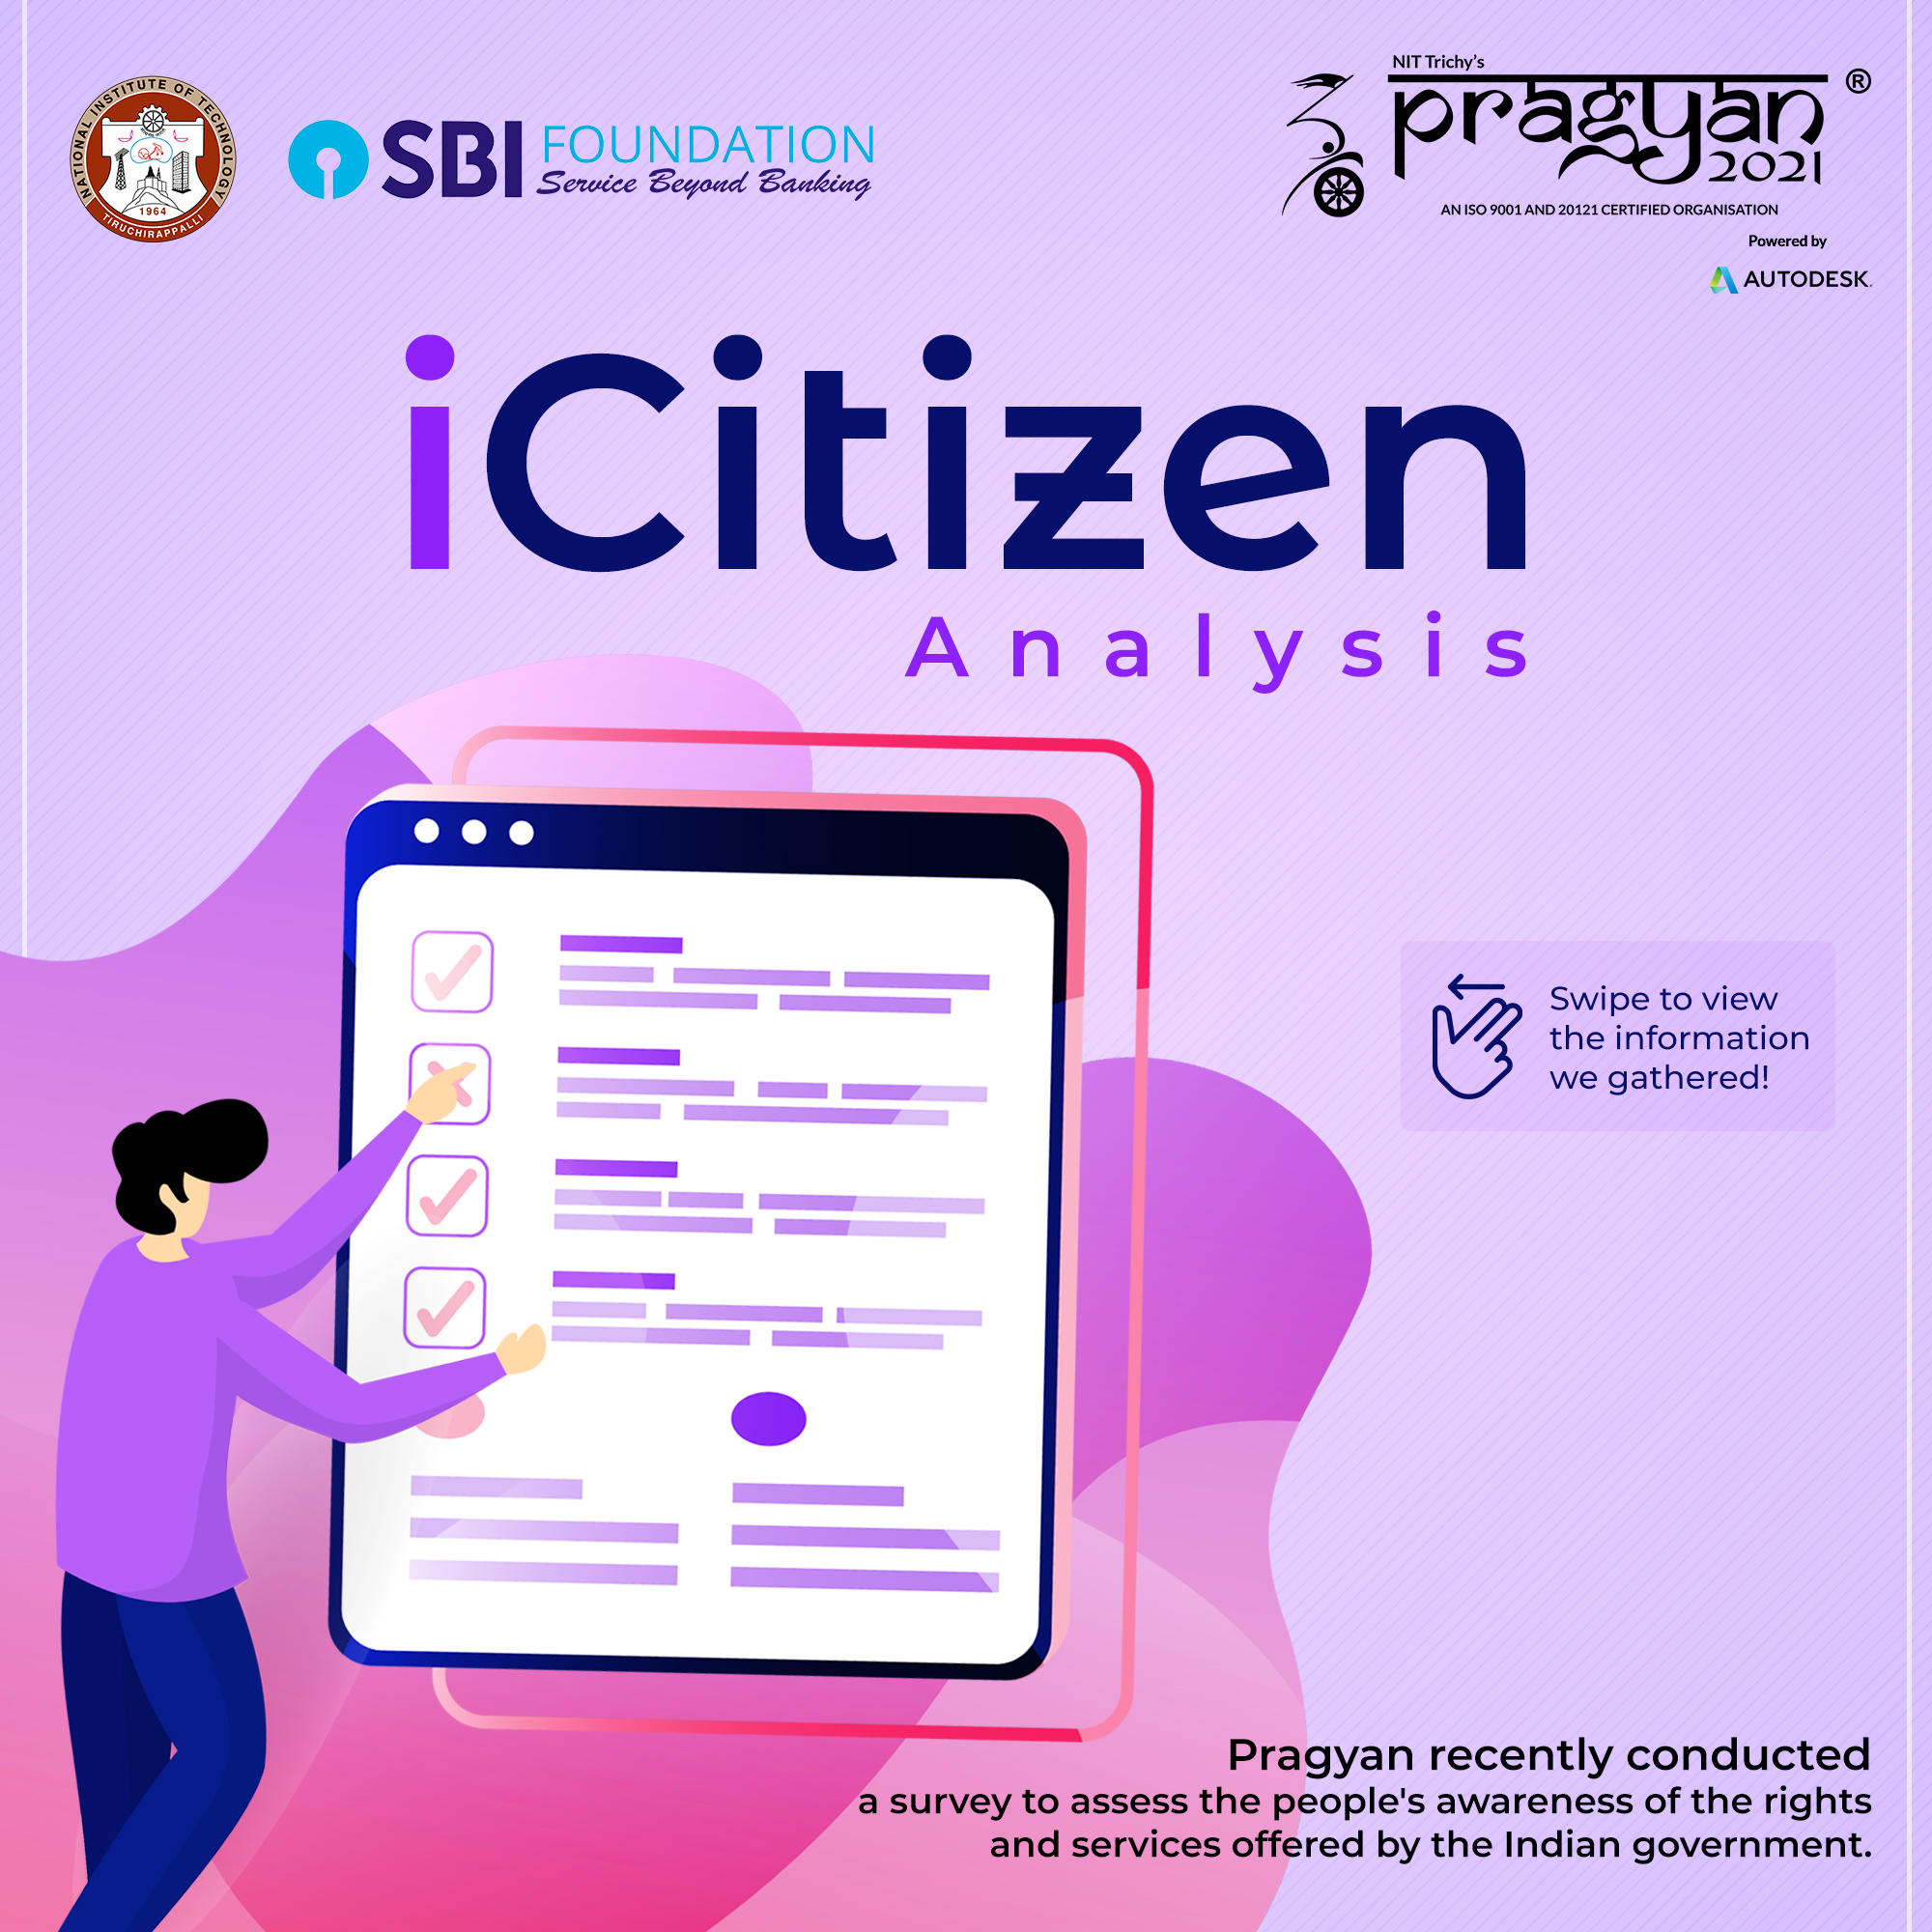 NATIONAL INSTITUTE OF TECHNOLOGY
1964
TIRUCHIRAPPALLI
SBI FOUNDATION
Service Beyond Banking
NIT Trichy's
pragyan ®
2021
AN ISO 9001 AND 20121 CERTIFIED ORGANISATION
Powered by
AUTODESK.
iCitizen
Analysis
Swipe to view
the information
we gathered!
Pragyan recently conducted
a survey to assess the people's awareness of the rights
and services offered by the Indian government.